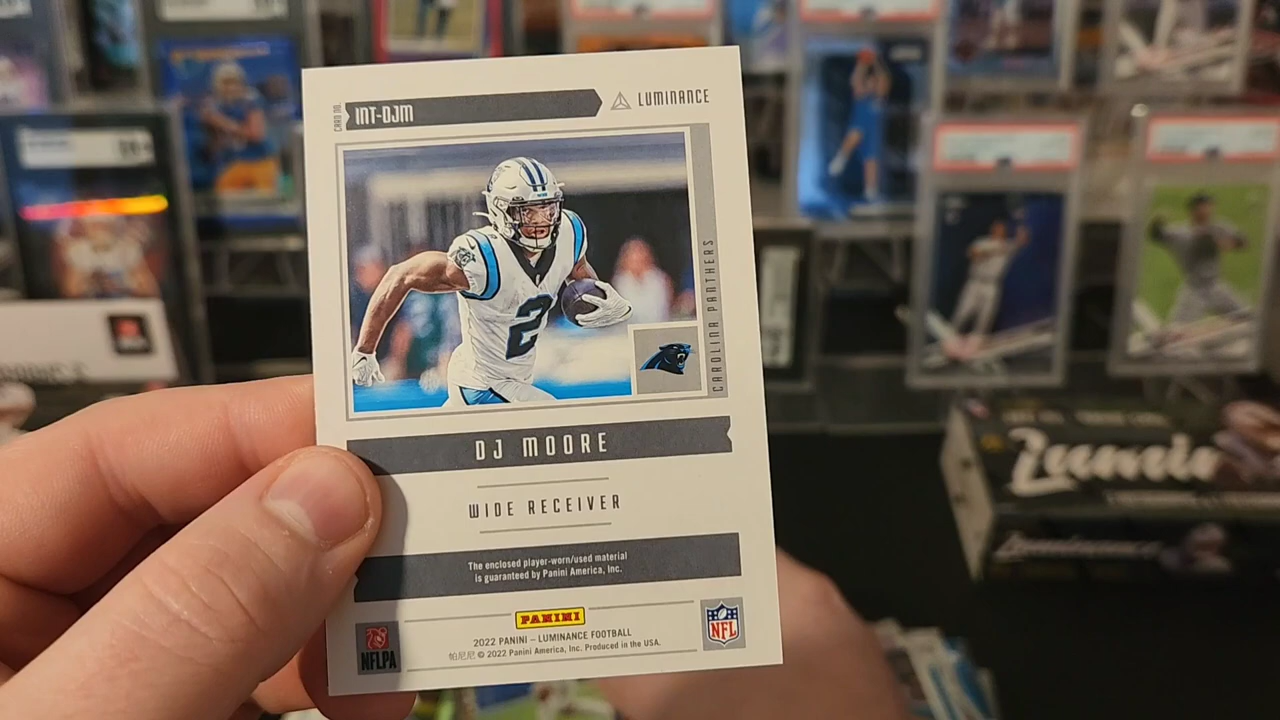 CARD NO.
INT-DJM
LUMINANCE
CAROLINA PANTHERS
2
DJ MOORE
WIDE RECEIVER
The enclosed player-worn/used material
is guaranteed by Panini America, Inc.
PANINI
2022 PANINI – LUMINANCE FOOTBALL
帕尼尼 © 2022 Panini America, Inc. Produced in the USA.
NFLPA
NFL